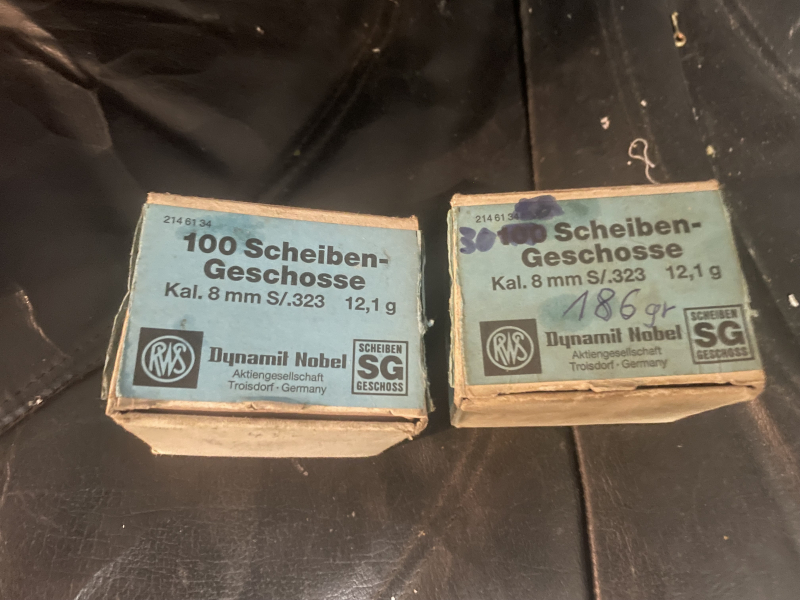 214 61 34
100 Scheiben-
Geschosse
Kal. 8 mm S/.323 12,1 g
RWS
Dynamit Nobel
Aktiengesellschaft
Troisdorf - Germany
SCHEIBEN
SG
GESCHOSS
214 61 34
30 100 Scheiben-
Geschosse
Kal. 8 mm S/.323 12,1 g
186 gr
RWS
Dynamit Nobel
Aktiengesellschaft
Troisdorf - Germany
SCHEIBEN
SG
GESCHOSS